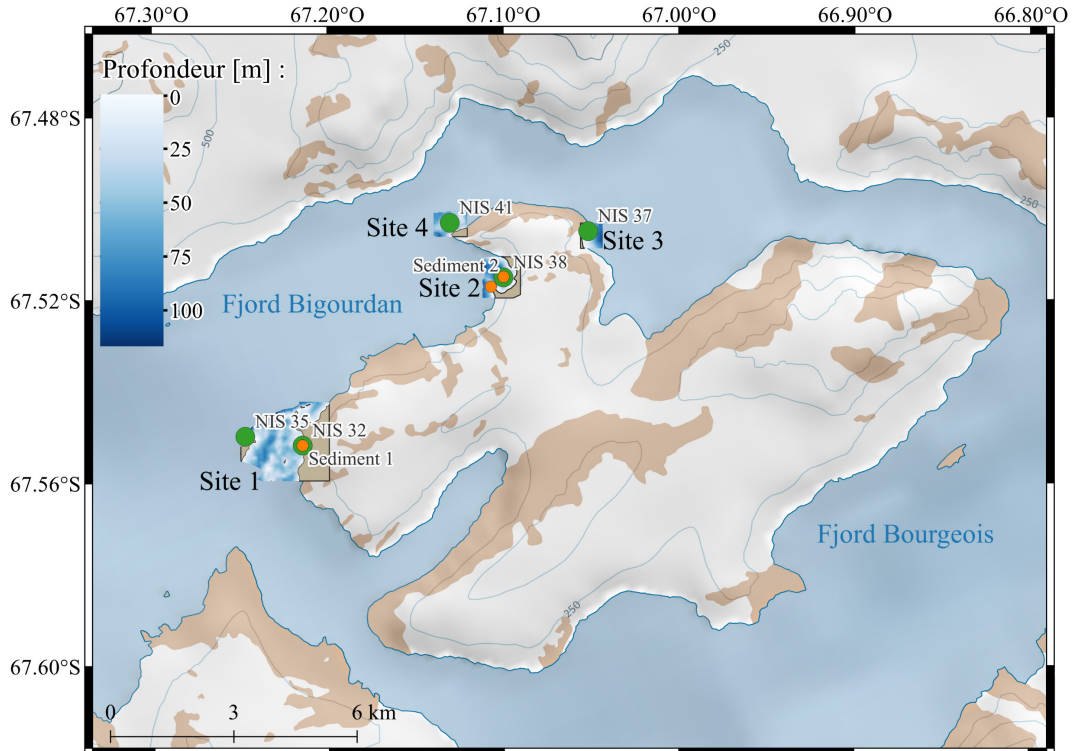 67.30°O 67.20°O 67.10°O 67.00°O 66.90°O 66.80°O
250
Profondeur [m] :
0
25
50
75
100
67.48°S
500
250
NIS 41
Site 4
NIS 37
Site 3
Sediment 2
NIS 38
Site 2
67.52°S
Fjord Bigourdan
NIS 35
NIS 32
Sediment 1
Site 1
67.56°S
Fjord Bourgeois
250
67.60°S
0 3 6 km